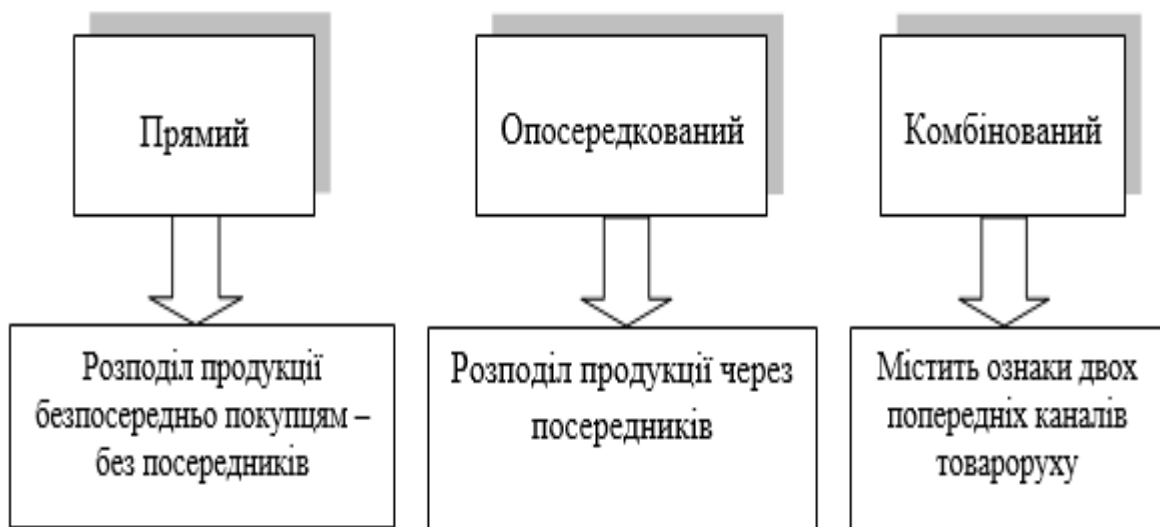 Прямий
Опосередкований
Комбінований
Розподіл продукції
безпосередньо покупцям –
без посередників
Розподіл продукції через
посередників
Містить ознаки двох
попередніх каналів
товароруху